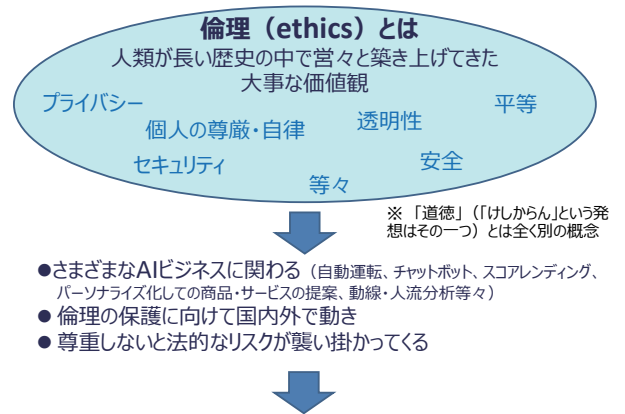 倫理（ethics）とは
人類が長い歴史の中で営々と築き上げてきた
大事な価値観
プライバシー
平等
個人の尊厳・自律
透明性
セキュリティ
安全
等々
※ 「道徳」（「けしからん」という発
想はその一つ）とは全く別の概念
●さまざまなAIビジネスに関わる（自動運転、チャットボット、スコアレンディング、
パーソナライズ化しての商品・サービスの提案、動線・人流分析等々）
● 倫理の保護に向けて国内外で動き
● 尊重しないと法的なリスクが襲い掛かってくる